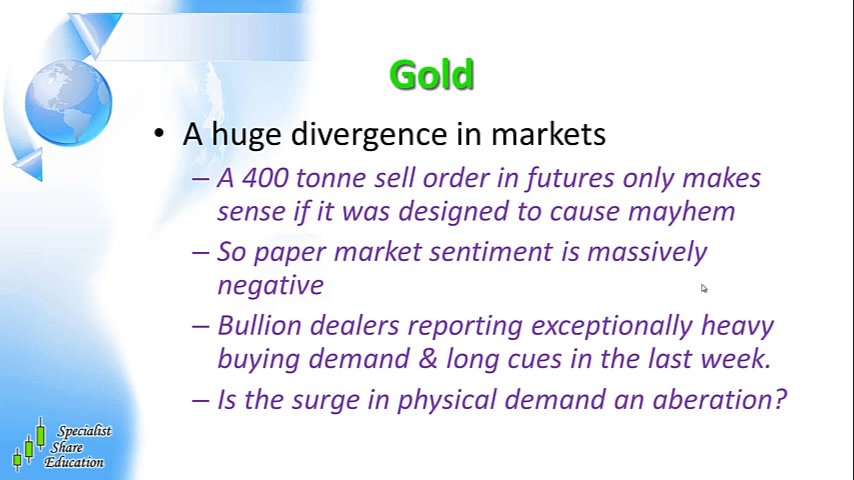 Gold
• A huge divergence in markets
– A 400 tonne sell order in futures only makes
sense if it was designed to cause mayhem
– So paper market sentiment is massively
negative
– Bullion dealers reporting exceptionally heavy
buying demand & long cues in the last week.
– Is the surge in physical demand an aberation?
Specialist
Share
Education